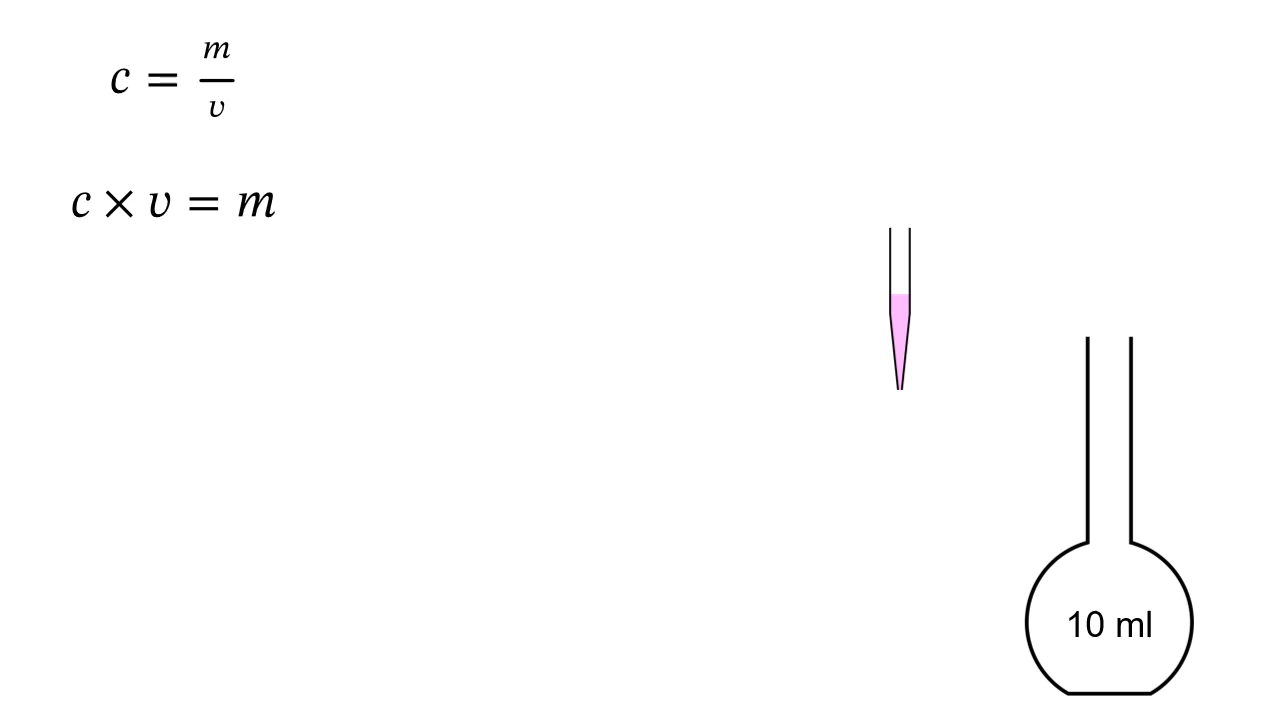 c = m/v
c × v = m
10 ml